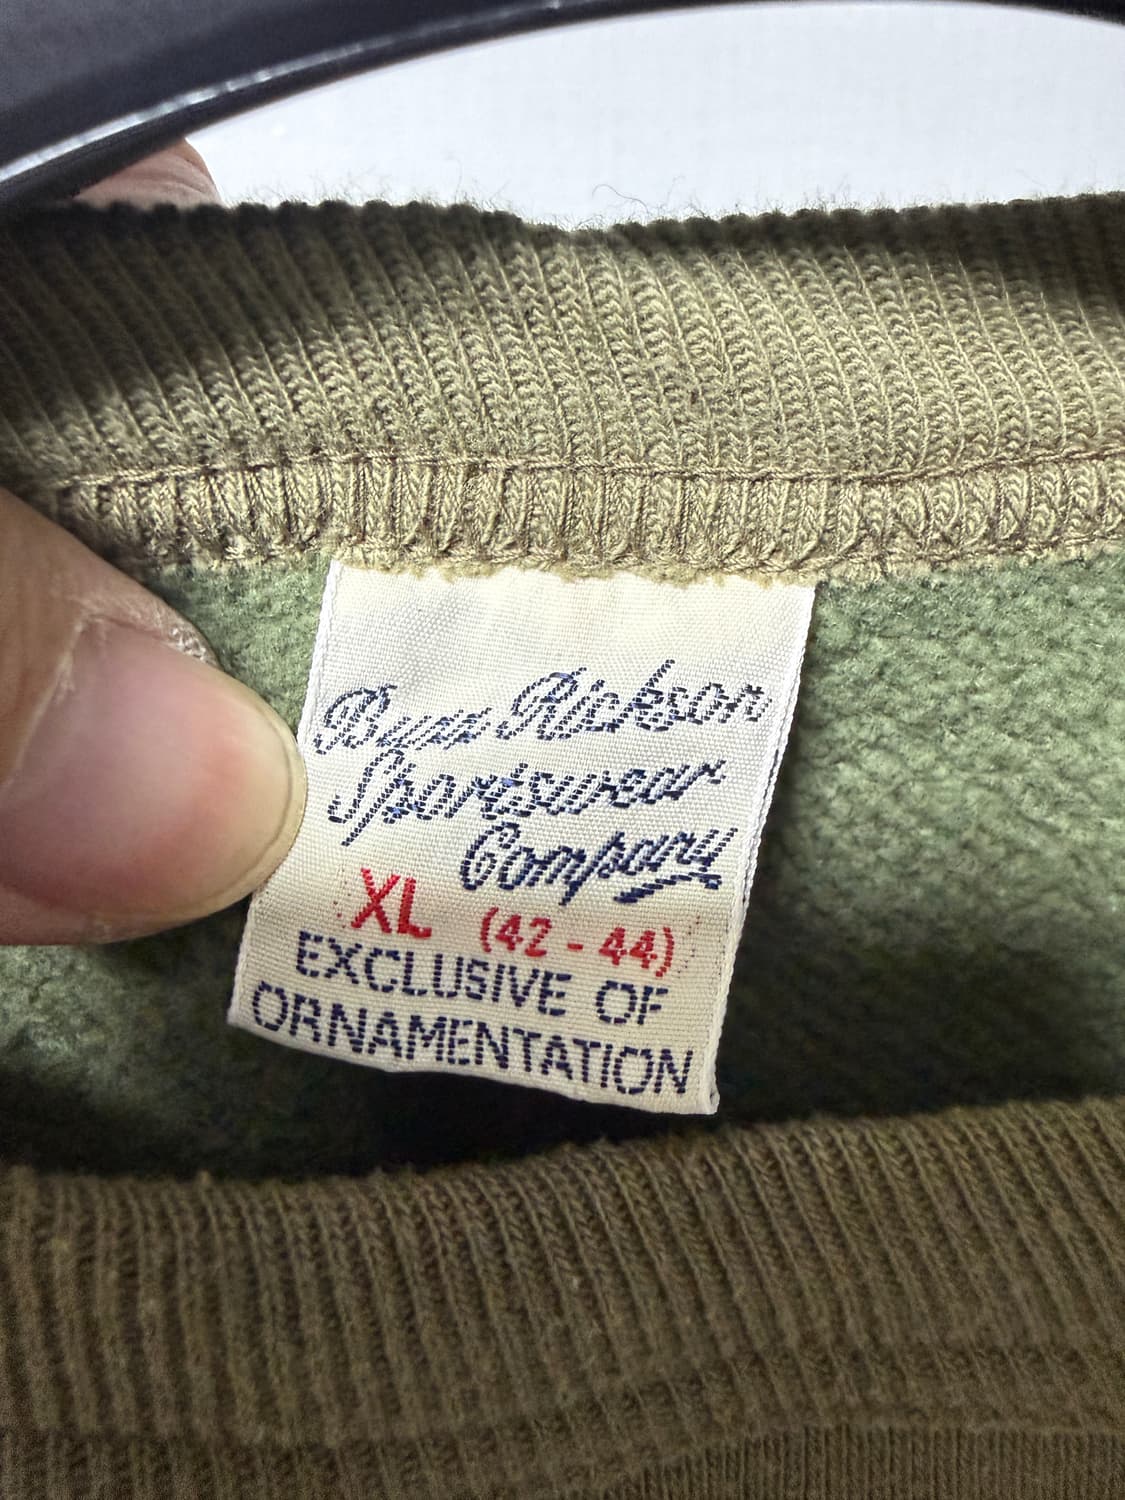 Buzz Rickson
Sportswear
Company
XL (42 - 44)
EXCLUSIVE OF
ORNAMENTATION